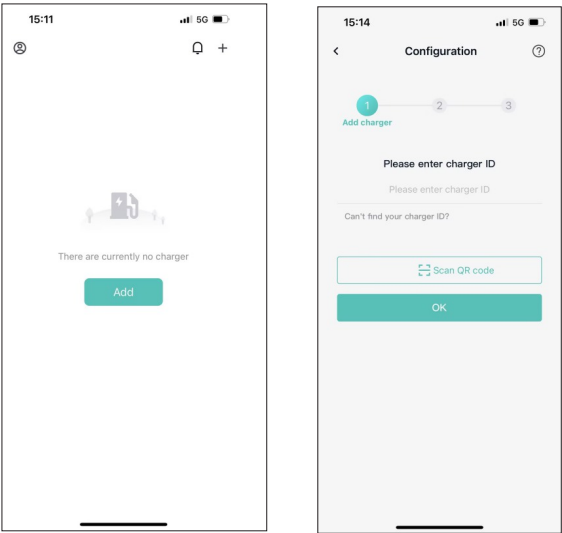 15:11
5G
There are currently no charger
Add
15:14
5G
Configuration
1
2
3
Add charger
Please enter charger ID
Please enter charger ID
Can't find your charger ID?
Scan QR code
OK